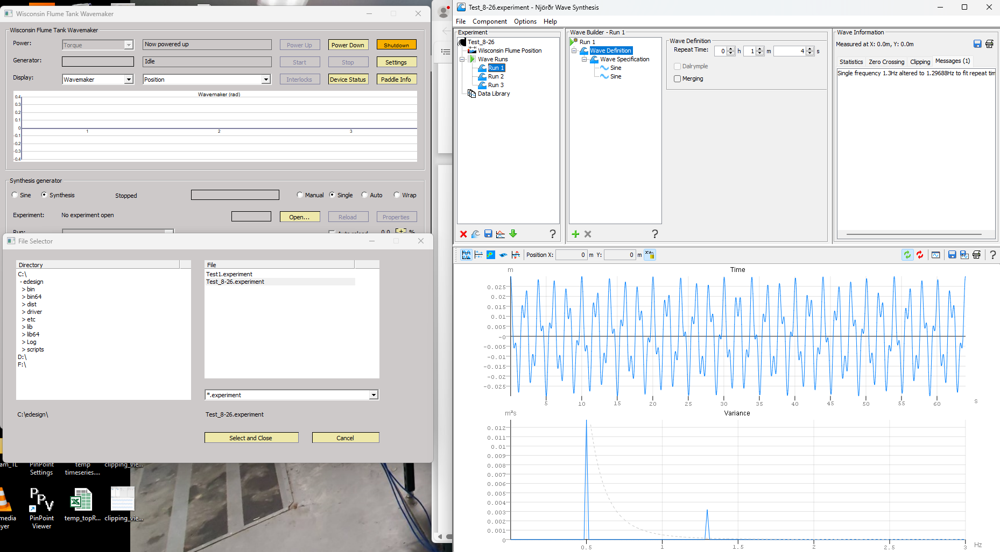 Wisconsin Flume Tank Wavemaker
Wisconsin Flume Tank Wavemaker
Power:
Torque
Now powered up
Power Up
Power Down
Shutdown
Generator:
Idle
Start
Stop
Settings
Display:
Wavemaker
Position
Interlocks
Device Status
Paddle Info
Wavemaker (rad)
0.4
0.3
0.2
0.1
0
-0.1
-0.2
-0.3
-0.4
1
2
3
Synthesis generator
Sine
Synthesis
Stopped
Manual
Single
Auto
Wrap
Experiment:
No experiment open
Open...
Reload
Properties
Run:
Auto reload
0.0
%
File Selector
Directory
C:\
- edesign
> bin
> bin64
> dist
> driver
> etc
> lib
> lib64
> Log
> scripts
D:\
F:\
File
Test1.experiment
Test_8-26.experiment
*.experiment
C:\edesign\
Test_8-26.experiment
Select and Close
Cancel
am_TL
PinPoint
Settings
temp
timeseries....
clipping_vie...
PPV
media
ayer
PinPoint
Viewer
temp_topR...
clipping_vie...
Test_8-26.experiment - Njörðr Wave Synthesis
File
Component
Options
Help
Experiment
Test_8-26
Wisconsin Flume Position
Wave Runs
Run 1
Run 2
Run 3
Data Library
?
Wave Builder - Run 1
Run 1
Wave Definition
Wave Specification
Sine
Sine
?
Wave Definition
Repeat Time:
0 h 1 m 4 s
Dalrymple
Merging
Wave Information
Measured at X: 0.0m, Y: 0.0m
Statistics
Zero Crossing
Clipping
Messages (1)
Single frequency 1.3Hz altered to 1.29688Hz to fit repeat tim
Position X: 0 m Y: 0 m
xy
?
m
Time
0.025
0.02
0.015
0.01
0.005
-0
-0.005
-0.01
-0.015
-0.02
-0.025
5
10
15
20
25
30
35
40
45
50
55
60
s
m²s
Variance
0.012
0.011
0.01
0.009
0.008
0.007
0.006
0.005
0.004
0.003
0.002
0.001
0
0.5
1
1.5
2
2.5
3
Hz